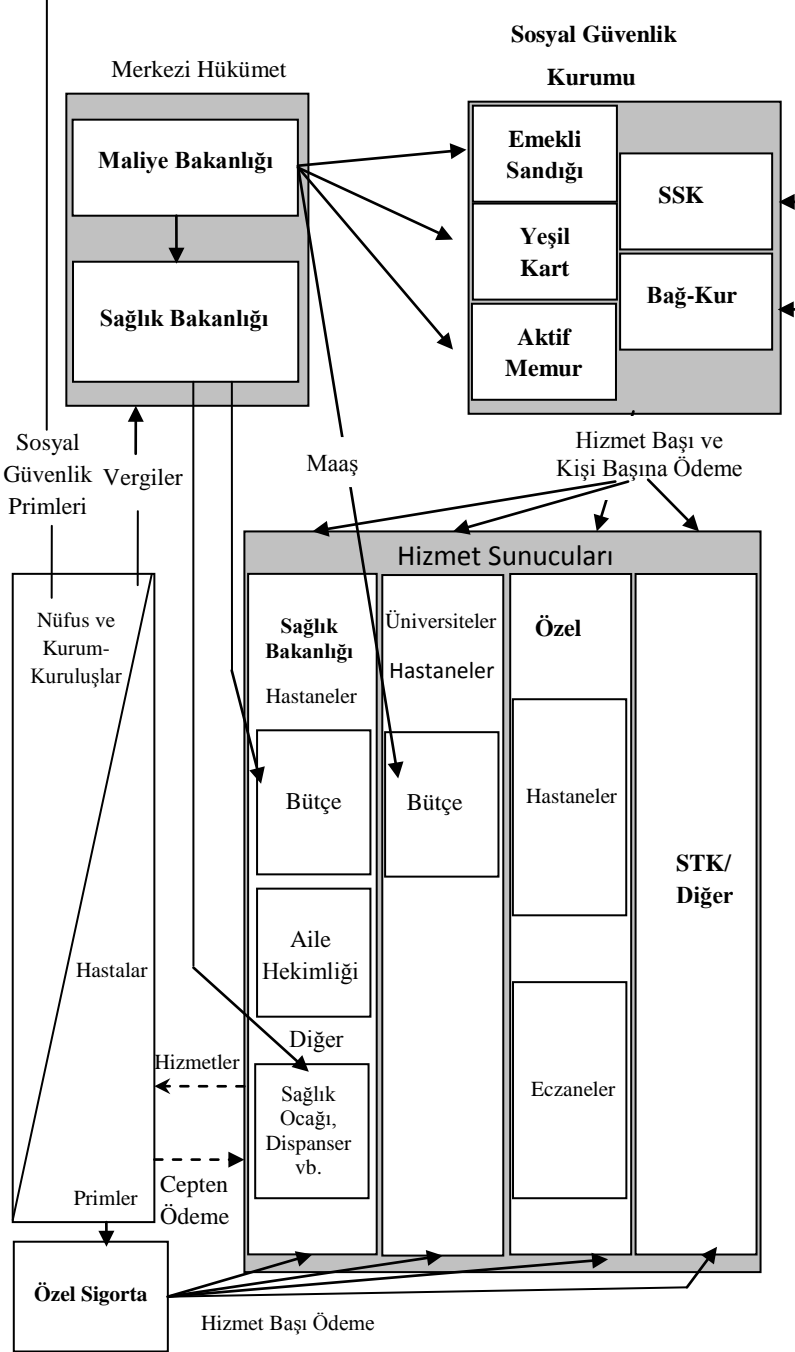 Sosyal Güvenlik
Kurumu
Merkezi Hükümet
Maliye Bakanlığı
Sağlık Bakanlığı
Emekli
Sandığı
Yeşil
Kart
Aktif
Memur
SSK
Bağ-Kur
Sosyal
Güvenlik
Primleri
Vergiler
Maaş
Hizmet Başı ve
Kişi Başına Ödeme
Hizmet Sunucuları
Nüfus ve
Kurum-
Kuruluşlar
Hastalar
Primler
Sağlık
Bakanlığı
Hastaneler
Bütçe
Aile
Hekimliği
Diğer
Sağlık
Ocağı,
Dispanser
vb.
Üniversiteler
Hastaneler
Bütçe
Özel
Hastaneler
Eczaneler
STK/
Diğer
Hizmetler
Cepten
Ödeme
Özel Sigorta
Hizmet Başı Ödeme